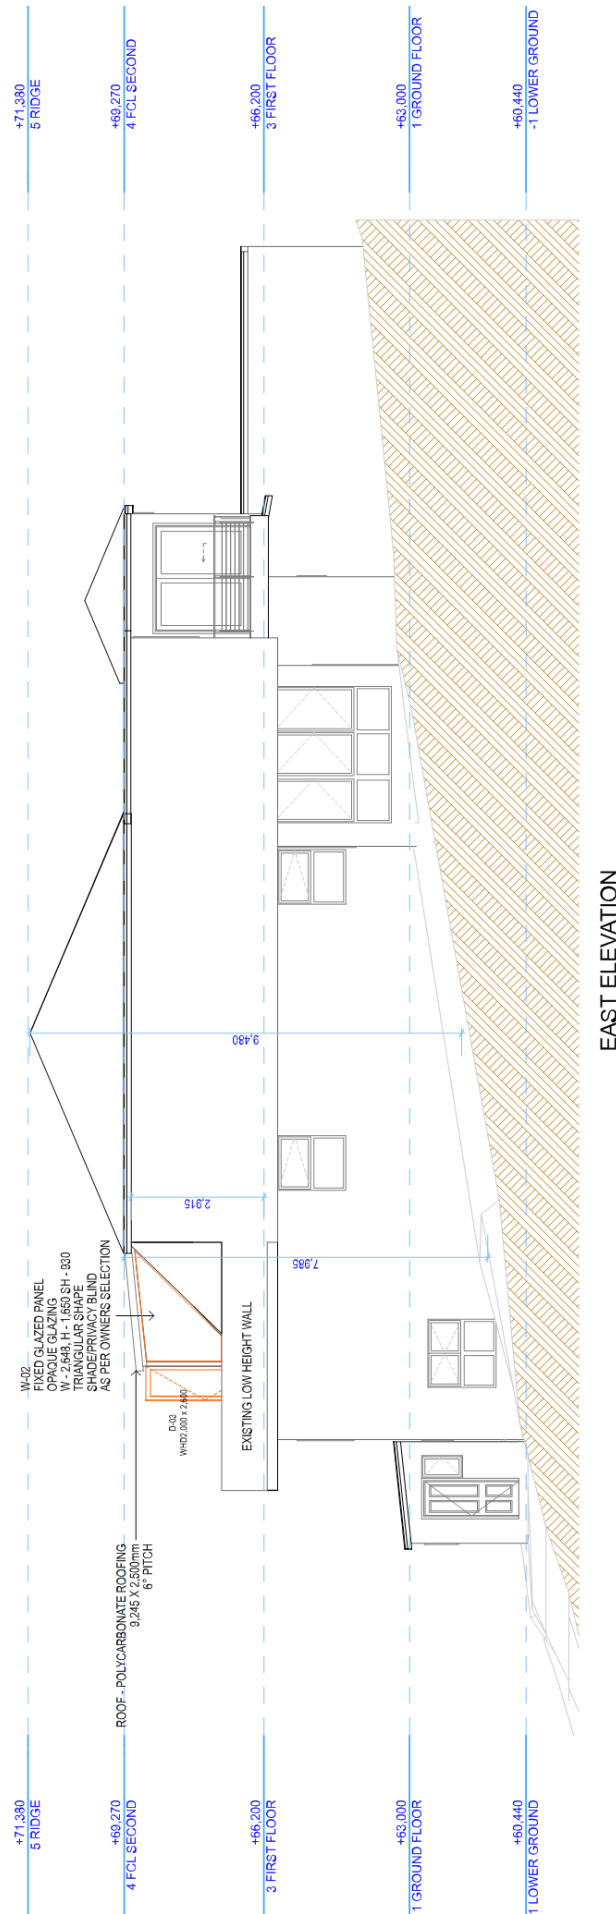 +71,380
5 RIDGE
+69,270
4 FCL SECOND
+66,200
3 FIRST FLOOR
+63,000
1 GROUND FLOOR
+60,440
-1 LOWER GROUND
W-02
FIXED GLAZED PANEL
OPAQUE GLAZING
W - 2,648, H - 1,650 SH - 930
TRIANGULAR SHAPE
SHADE/PRIVACY BLIND
AS PER OWNERS SELECTION
ROOF - POLYCARBONATE ROOFING
9,245 X 2,500mm
6° PITCH
D-03
WHD2,000 x 2,600
EXISTING LOW HEIGHT WALL
2,915
7,985
9,480
+71,380
5 RIDGE
+69,270
4 FCL SECOND
+66,200
3 FIRST FLOOR
+63,000
1 GROUND FLOOR
+60,440
1 LOWER GROUND
EAST ELEVATION